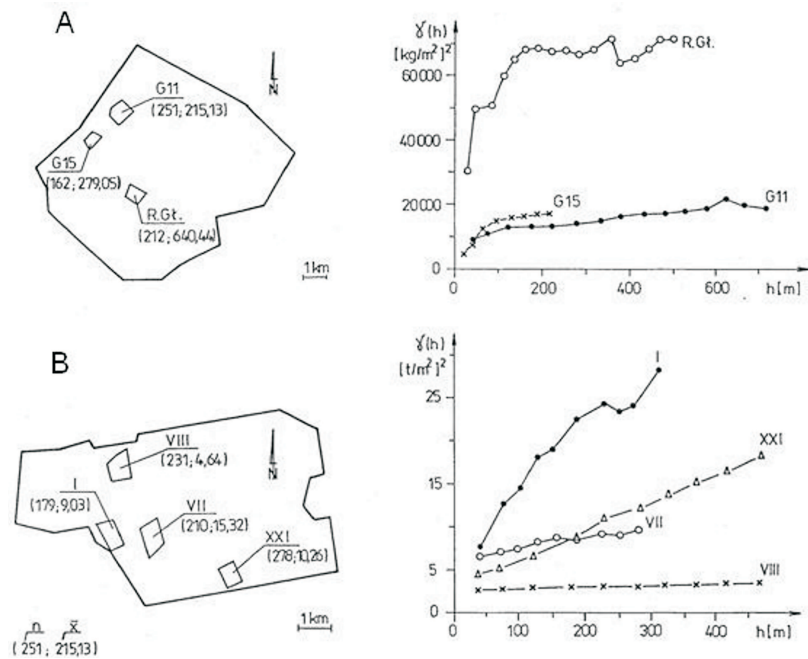 A
G11
(251; 215,13)
G15
(162; 279,05)
R.Gł.
(212; 640,44)
N
1km
γ(h)
[kg/m²]²
60000
40000
20000
0
R.Gł.
G15
G11
0
200
400
600
h[m]
B
VIII
(231; 4,64)
I
(179; 9,03)
VII
(210; 15,32)
XXI
(278; 10,26)
N
1km
n x̄
(251; 215,13)
γ(h)
[t/m²]²
25
15
5
0
I
XXI
VII
VIII
0
100
200
300
400
h[m]